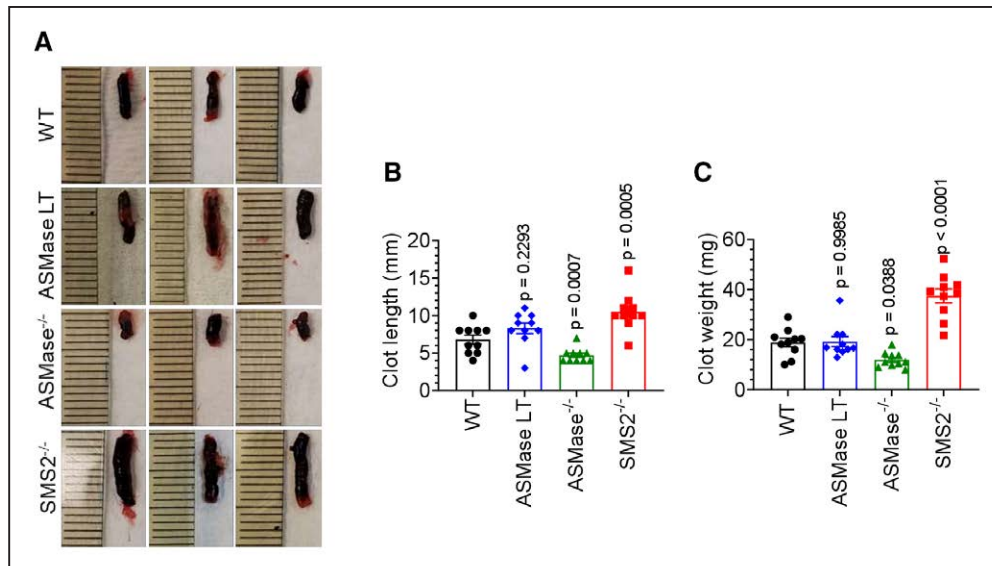 A
WT
ASMase LT
ASMase-/-
SMS2-/-
B
Clot length (mm)
20
15
10
5
0
p = 0.2293
p = 0.0007
p = 0.0005
WT
ASMase LT
ASMase-/-
SMS2-/-
C
Clot weight (mg)
60
40
20
0
p = 0.9985
p = 0.0388
p < 0.0001
WT
ASMase LT
ASMase-/-
SMS2-/-